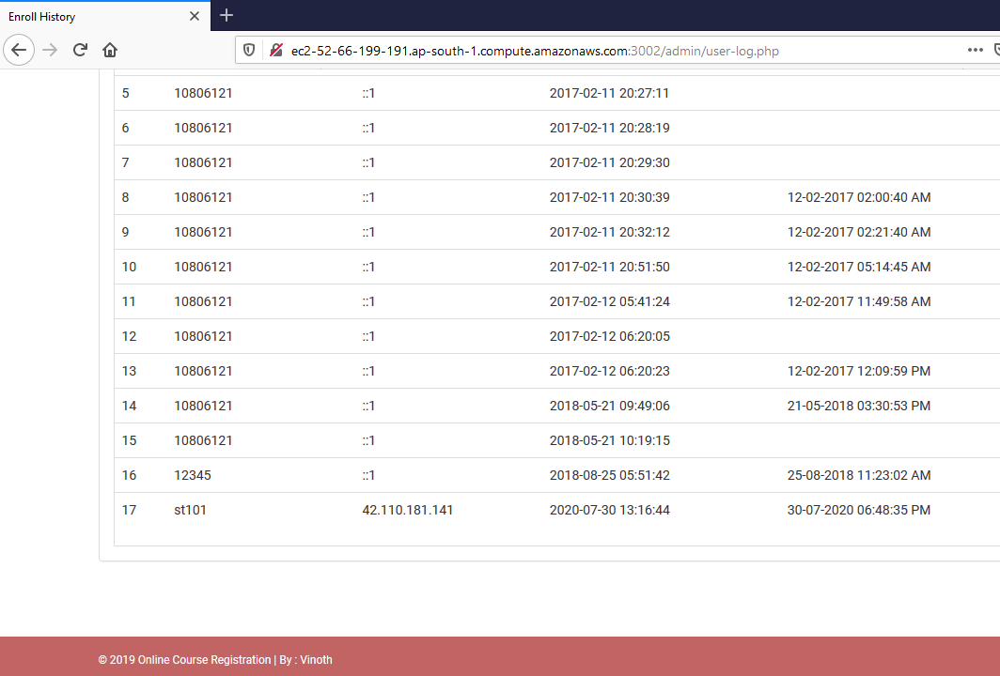 Enroll History
ec2-52-66-199-191.ap-south-1.compute.amazonaws.com:3002/admin/user-log.php
5 10806121 ::1 2017-02-11 20:27:11
6 10806121 ::1 2017-02-11 20:28:19
7 10806121 ::1 2017-02-11 20:29:30
8 10806121 ::1 2017-02-11 20:30:39 12-02-2017 02:00:40 AM
9 10806121 ::1 2017-02-11 20:32:12 12-02-2017 02:21:40 AM
10 10806121 ::1 2017-02-11 20:51:50 12-02-2017 05:14:45 AM
11 10806121 ::1 2017-02-12 05:41:24 12-02-2017 11:49:58 AM
12 10806121 ::1 2017-02-12 06:20:05
13 10806121 ::1 2017-02-12 06:20:23 12-02-2017 12:09:59 PM
14 10806121 ::1 2018-05-21 09:49:06 21-05-2018 03:30:53 PM
15 10806121 ::1 2018-05-21 10:19:15
16 12345 ::1 2018-08-25 05:51:42 25-08-2018 11:23:02 AM
17 st101 42.110.181.141 2020-07-30 13:16:44 30-07-2020 06:48:35 PM
© 2019 Online Course Registration | By : Vinoth